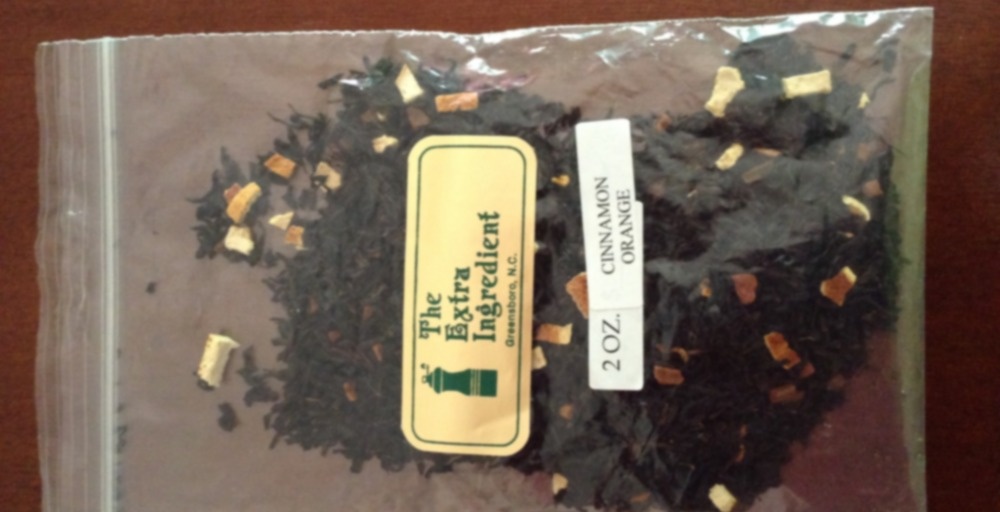 The
Extra
Ingredient
Greensboro, N.C.
2 OZ.
CINNAMON
ORANGE